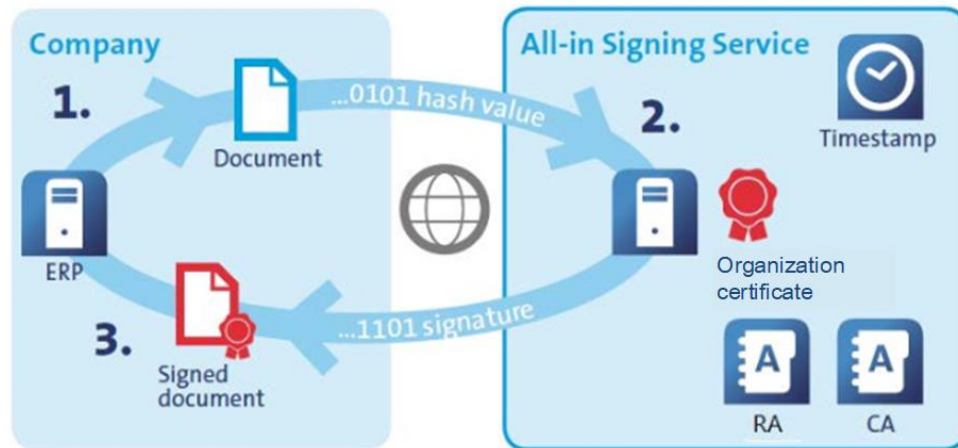 Company
1.
Document
ERP
3.
Signed
document
...0101 hash value
...1101 signature
All-in Signing Service
2.
Timestamp
Organization
certificate
A
RA
A
CA